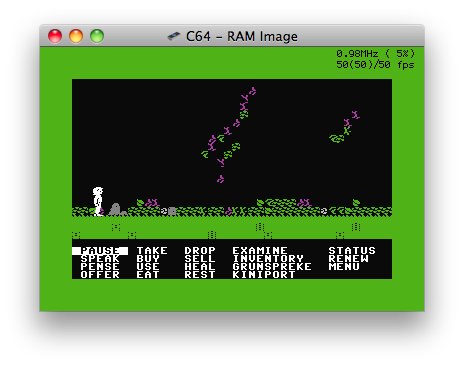 C64 - RAM Image
0.98MHz ( 5%)
50(50)/50 fps
PAUSE TAKE DROP EXAMINE STATUS
SPEAK BUY SELL INVENTORY RENEW
PENSE USE HEAL GRUNSPREKE MENU
OFFER EAT REST KINIPORT